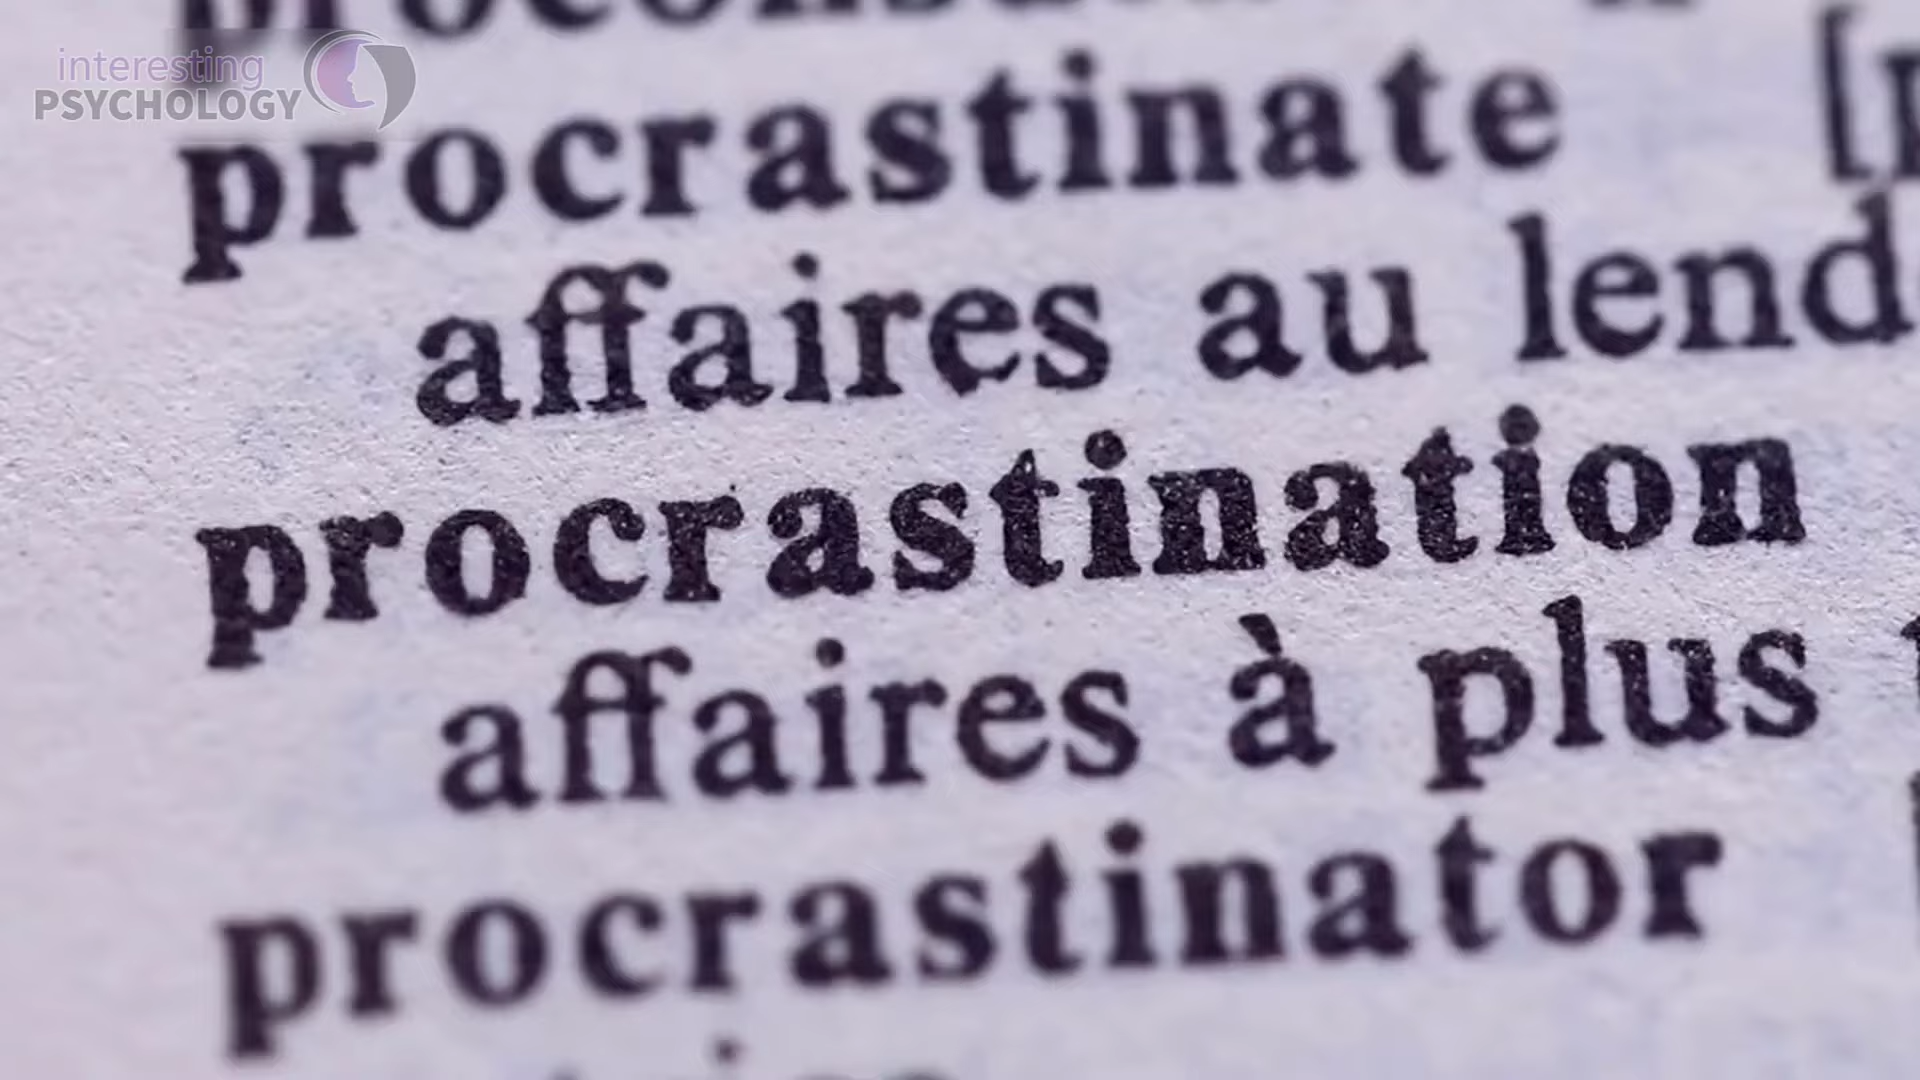 interesting
PSYCHOLOGY
procrastinate
affaires au lend
procrastination
affaires à plus
procrastinator